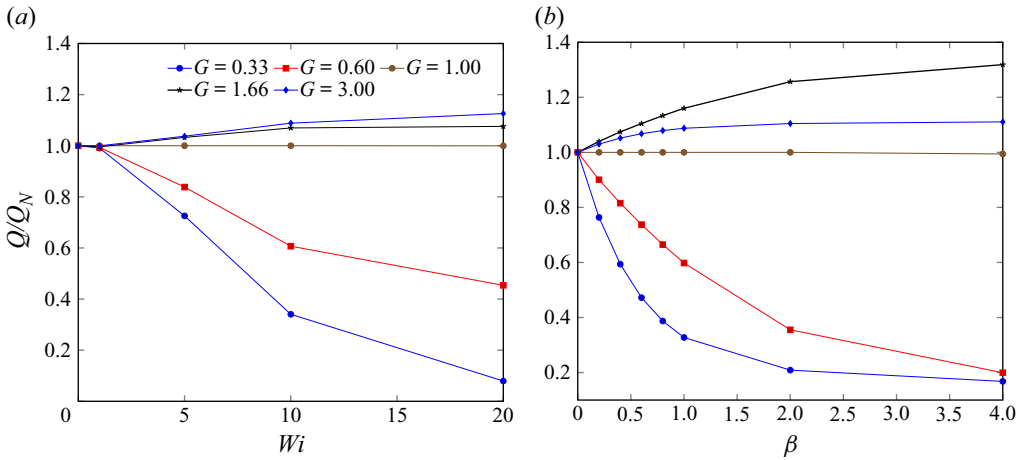 (a)
1.4
1.2
1.0
0.8
0.6
0.4
0.2
Q/Q_N
G = 0.33 G = 0.60 G = 1.00
G = 1.66 G = 3.00
0 5 10 15 20
Wi
(b)
1.4
1.2
1.0
0.8
0.6
0.4
0.2
0 0.5 1.0 1.5 2.0 2.5 3.0 3.5 4.0
β